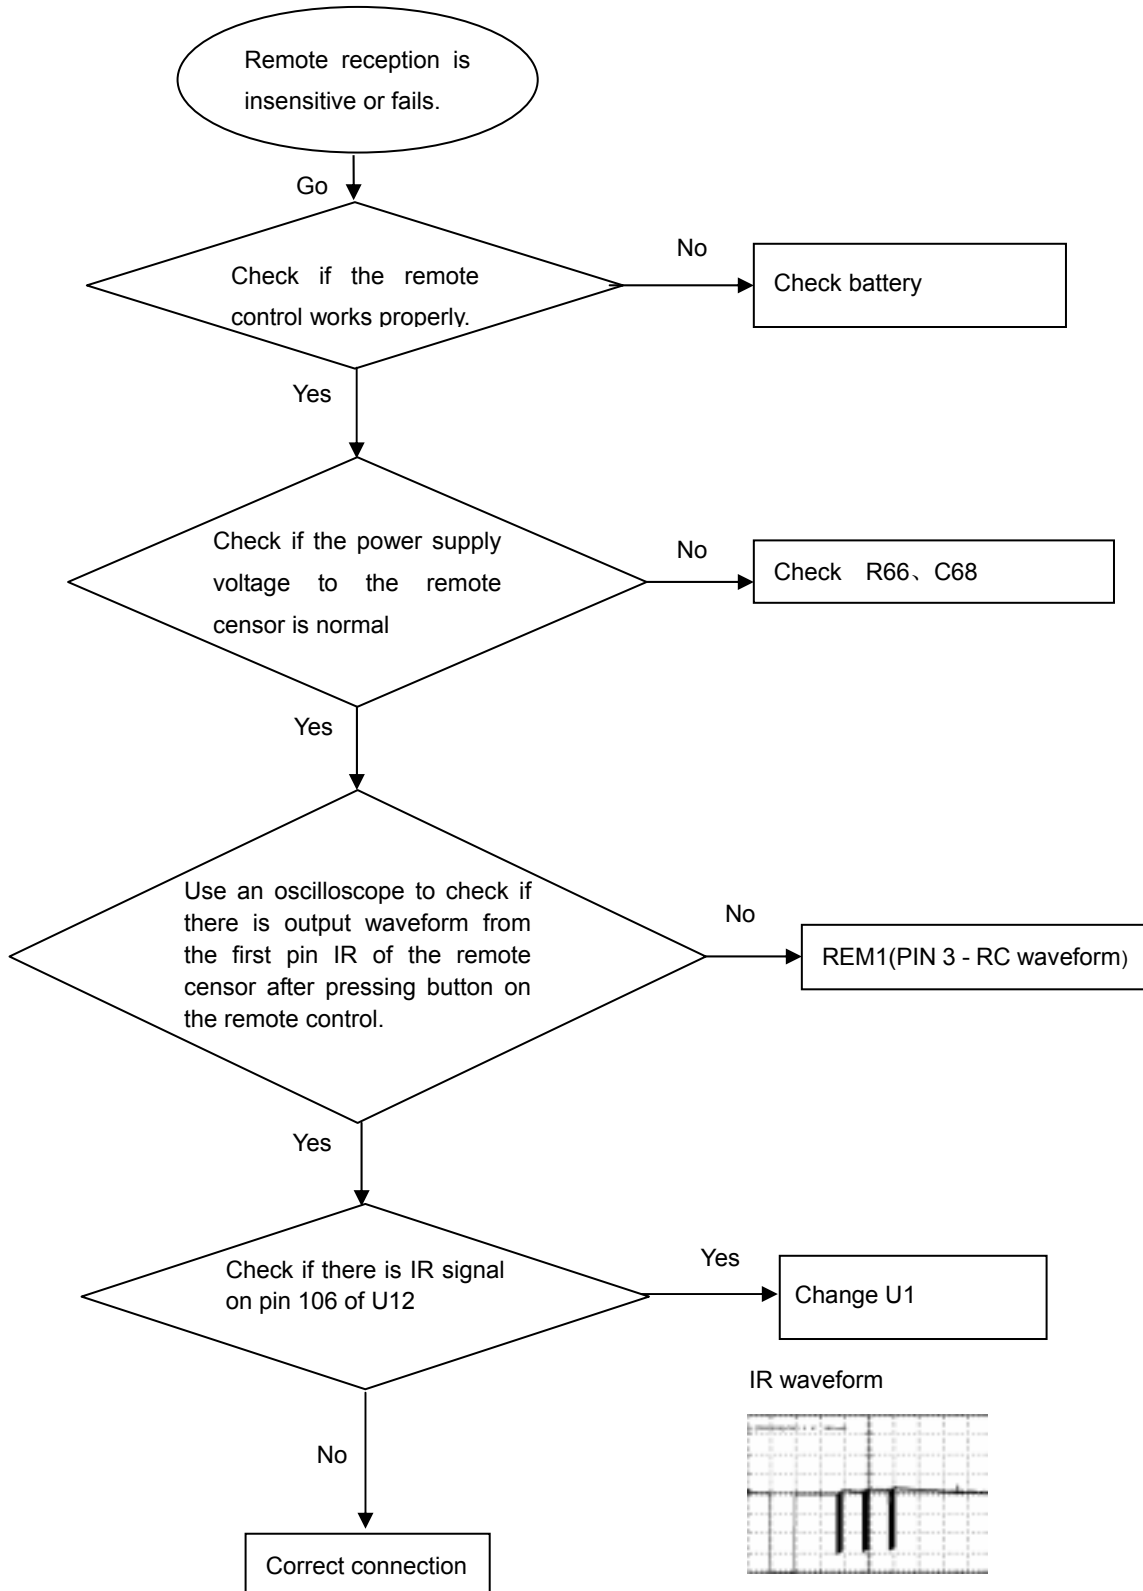 Remote reception is
insensitive or fails.
Go
Check if the remote
control works properly.
No
Check battery
Yes
Check if the power supply
voltage to the remote
censor is normal
No
Check R66、C68
Yes
Use an oscilloscope to check if
there is output waveform from
the first pin IR of the remote
censor after pressing button on
the remote control.
No
REM1(PIN 3 - RC waveform)
Yes
Check if there is IR signal
on pin 106 of U12
Yes
Change U1
IR waveform
No
Correct connection